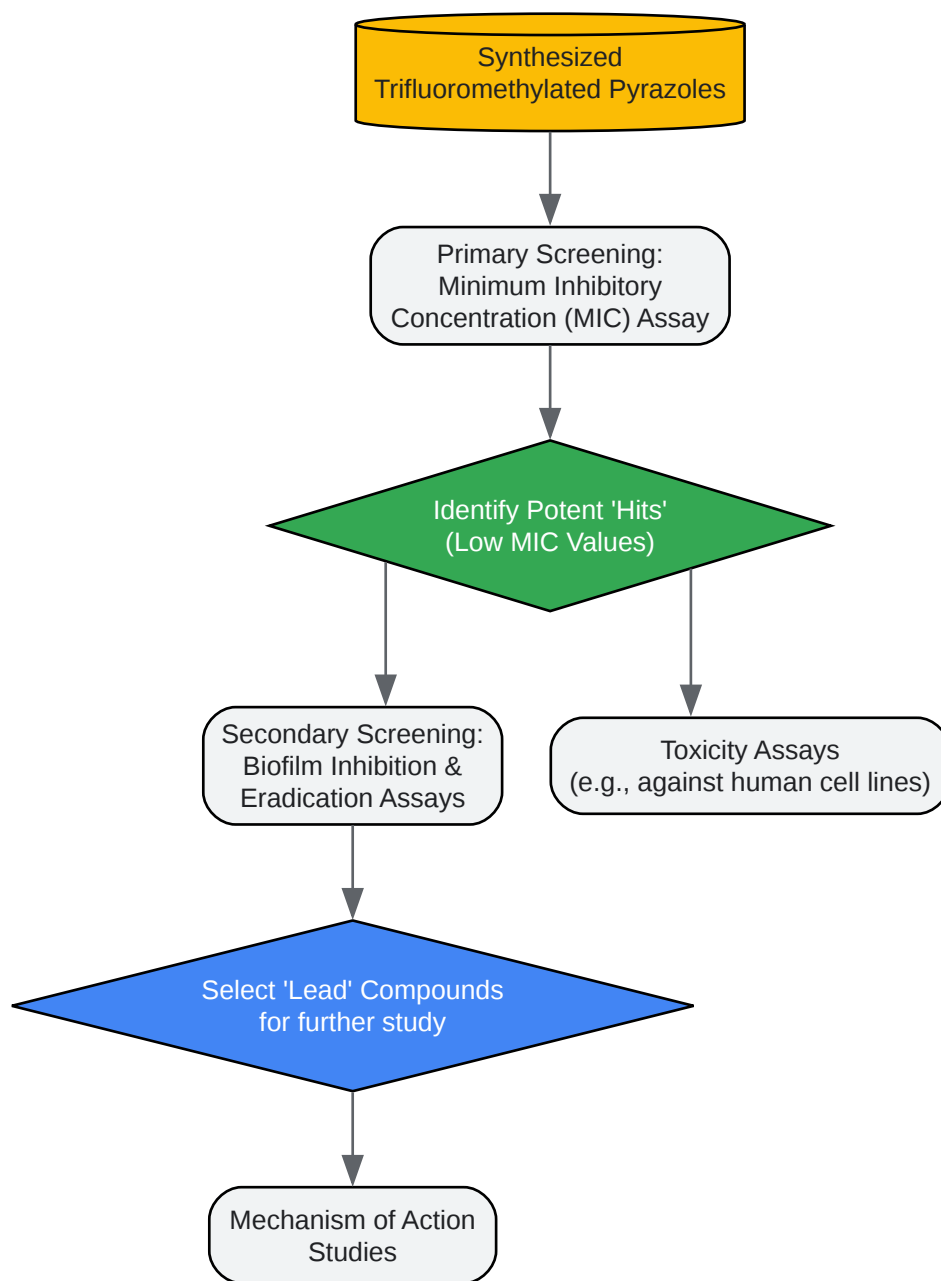 Synthesized
Trifluoromethylated Pyrazoles
Primary Screening:
Minimum Inhibitory
Concentration (MIC) Assay
Identify Potent 'Hits'
(Low MIC Values)
Secondary Screening:
Biofilm Inhibition &
Eradication Assays
Toxicity Assays
(e.g., against human cell lines)
Select 'Lead' Compounds
for further study
Mechanism of Action
Studies